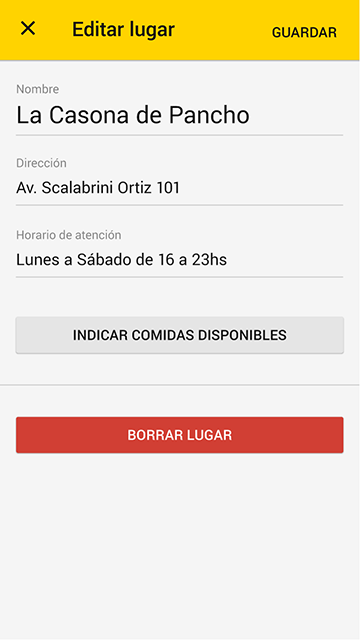 Editar lugar
GUARDAR
Nombre
La Casona de Pancho
Dirección
Av. Scalabrini Ortiz 101
Horario de atención
Lunes a Sábado de 16 a 23hs
INDICAR COMIDAS DISPONIBLES
BORRAR LUGAR